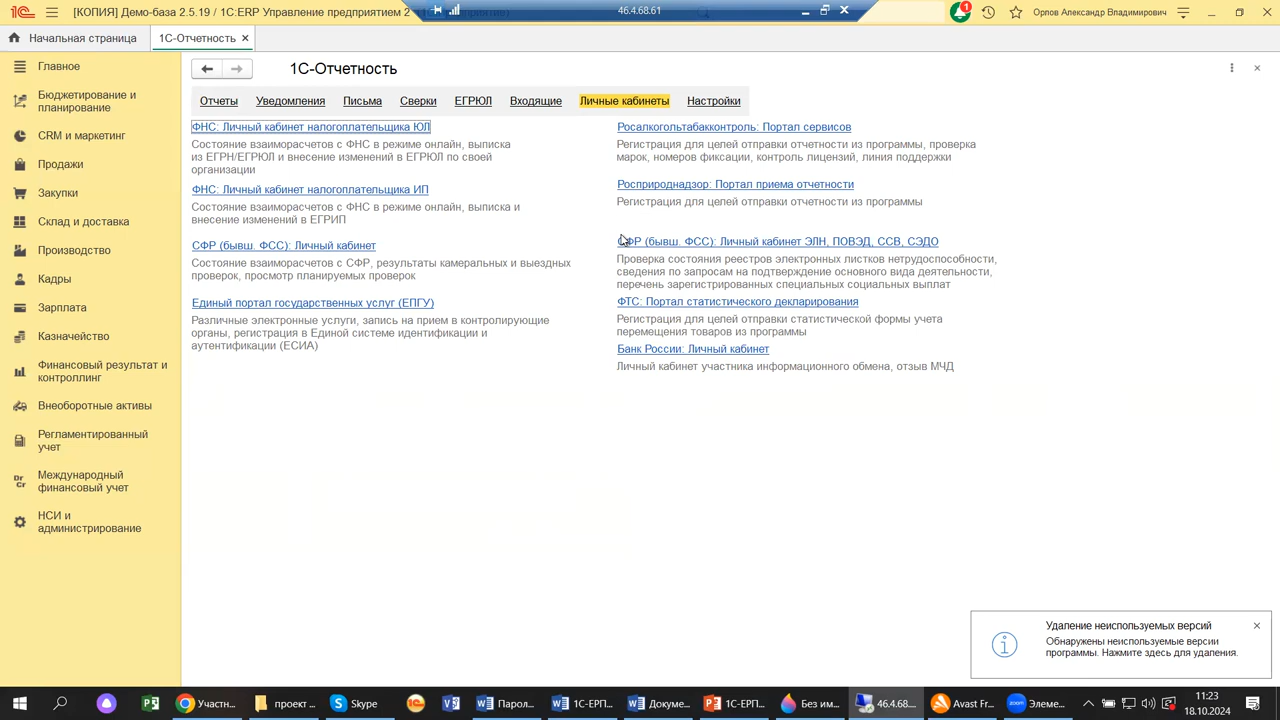 [КОПИЯ] Демо-база 2.5.19 / 1С:ERP Управление предприятием 2
46.4.68.61
1
Орлов Александр Владимирович
Начальная страница
1С-Отчетность
Главное
Бюджетирование и
планирование
CRM и маркетинг
Продажи
Закупки
Склад и доставка
Производство
Кадры
Зарплата
Казначейство
Финансовый результат и
контроллинг
Внеоборотные активы
Регламентированный
учет
Международный
финансовый учет
НСИ и
администрирование
1С-Отчетность
Отчеты Уведомления Письма Сверки ЕГРЮЛ Входящие Личные кабинеты Настройки
ФНС: Личный кабинет налогоплательщика ЮЛ
Состояние взаиморасчетов с ФНС в режиме онлайн, выписка
из ЕГРН/ЕГРЮЛ и внесение изменений в ЕГРЮЛ по своей
организации
ФНС: Личный кабинет налогоплательщика ИП
Состояние взаиморасчетов с ФНС в режиме онлайн, выписка и
внесение изменений в ЕГРИП
СФР (бывш. ФСС): Личный кабинет
Состояние взаиморасчетов с СФР, результаты камеральных и выездных
проверок, просмотр планируемых проверок
Единый портал государственных услуг (ЕПГУ)
Различные электронные услуги, запись на прием в контролирующие
органы, регистрация в Единой системе идентификации и
аутентификации (ЕСИА)
Росалкогольтабакконтроль: Портал сервисов
Регистрация для целей отправки отчетности из программы, проверка
марок, номеров фиксации, контроль лицензий, линия поддержки
Росприроднадзор: Портал приема отчетности
Регистрация для целей отправки отчетности из программы
СФР (бывш. ФСС): Личный кабинет ЭЛН, ПОВЭД, ССВ, СЭДО
Проверка состояния реестров электронных листков нетрудоспособности,
сведения по запросам на подтверждение основного вида деятельности,
перечень зарегистрированных специальных социальных выплат
ФТС: Портал статистического декларирования
Регистрация для целей отправки статистической формы учета
перемещения товаров из программы
Банк России: Личный кабинет
Личный кабинет участника информационного обмена, отзыв МЧД
Удаление неиспользуемых версий
Обнаружены неиспользуемые версии
программы. Нажмите здесь для удаления.
Участн... проект ... Skype Парол... 1С-ЕРП... Докуме... 1С-ЕРП... Без им... 46.4.68.... Avast Fr... Элеме...
11:23
18.10.2024